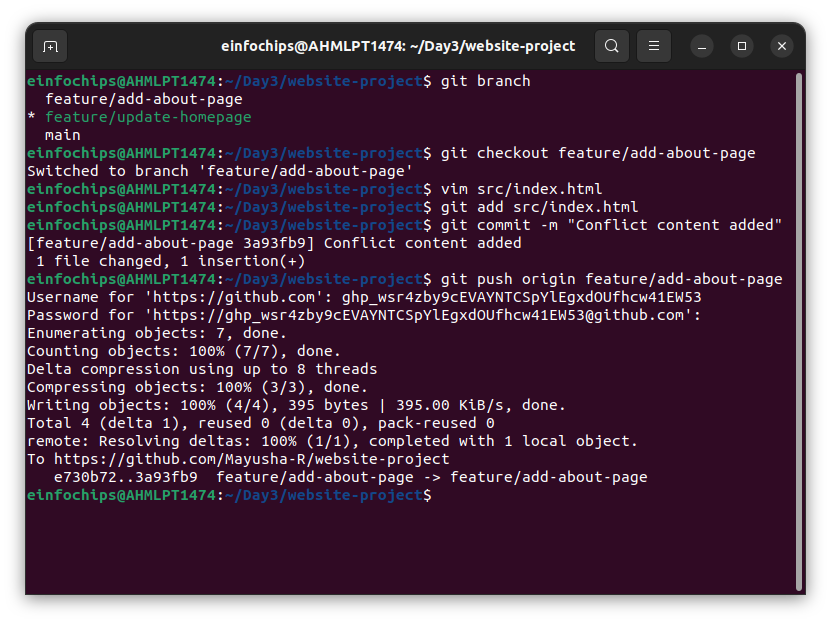 einfochips@AHMLPT1474: ~/Day3/website-project
einfochips@AHMLPT1474:~/Day3/website-project$ git branch
feature/add-about-page
* feature/update-homepage
main
einfochips@AHMLPT1474:~/Day3/website-project$ git checkout feature/add-about-page
Switched to branch 'feature/add-about-page'
einfochips@AHMLPT1474:~/Day3/website-project$ vim src/index.html
einfochips@AHMLPT1474:~/Day3/website-project$ git add src/index.html
einfochips@AHMLPT1474:~/Day3/website-project$ git commit -m "Conflict content added"
[feature/add-about-page 3a93fb9] Conflict content added
1 file changed, 1 insertion(+)
einfochips@AHMLPT1474:~/Day3/website-project$ git push origin feature/add-about-page
Username for 'https://github.com': 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
Password for 'https://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@github.com':
Enumerating objects: 7, done.
Counting objects: 100% (7/7), done.
Delta compression using up to 8 threads
Compressing objects: 100% (3/3), done.
Writing objects: 100% (4/4), 395 bytes | 395.00 KiB/s, done.
Total 4 (delta 1), reused 0 (delta 0), pack-reused 0
remote: Resolving deltas: 100% (1/1), completed with 1 local object.
To https://github.com/Mayusha-R/website-project
e730b72..3a93fb9  feature/add-about-page -> feature/add-about-page
einfochips@AHMLPT1474:~/Day3/website-project$